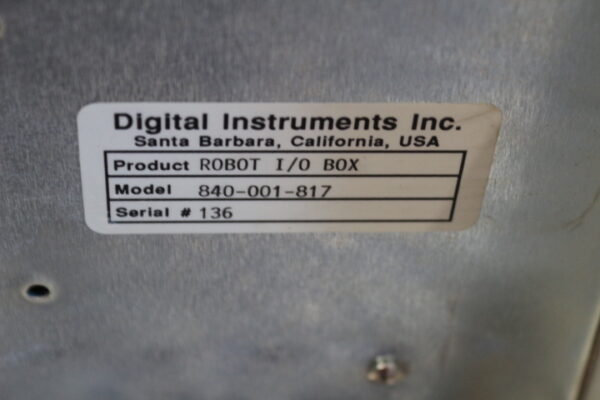 Digital Instruments Inc.
Santa Barbara, California, USA
Product ROBOT I/O BOX
Model 840-001-817
Serial # 136